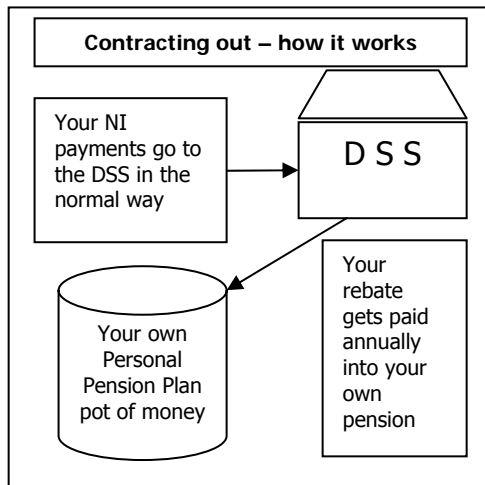 Contracting out – how it works
Your NI
payments go to
the DSS in the
normal way
D S S
Your own
Personal
Pension Plan
pot of money
Your
rebate
gets paid
annually
into your
own
pension